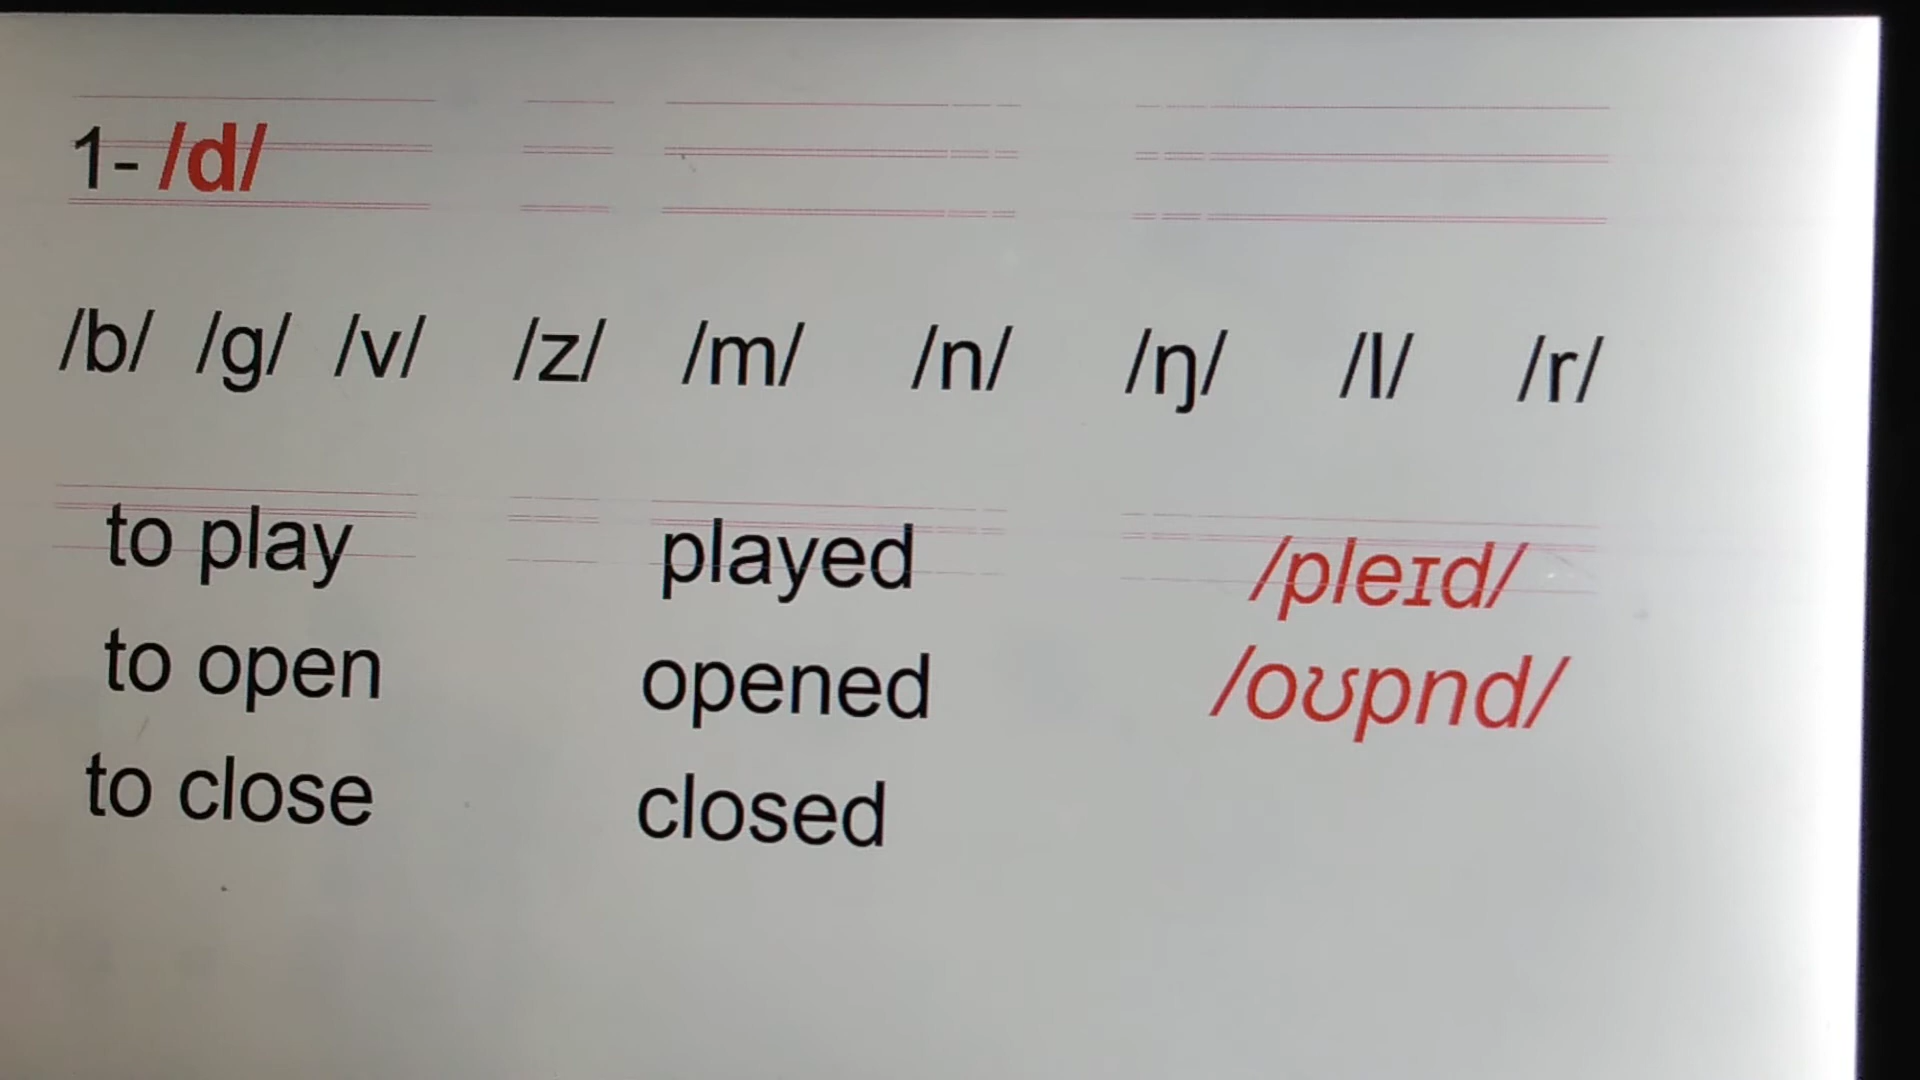 1- /d/
/b/ /g/ /v/ /z/ /m/ /n/ /ŋ/ /l/ /r/
to play played /pleɪd/
to open opened /oʊpnd/
to close closed